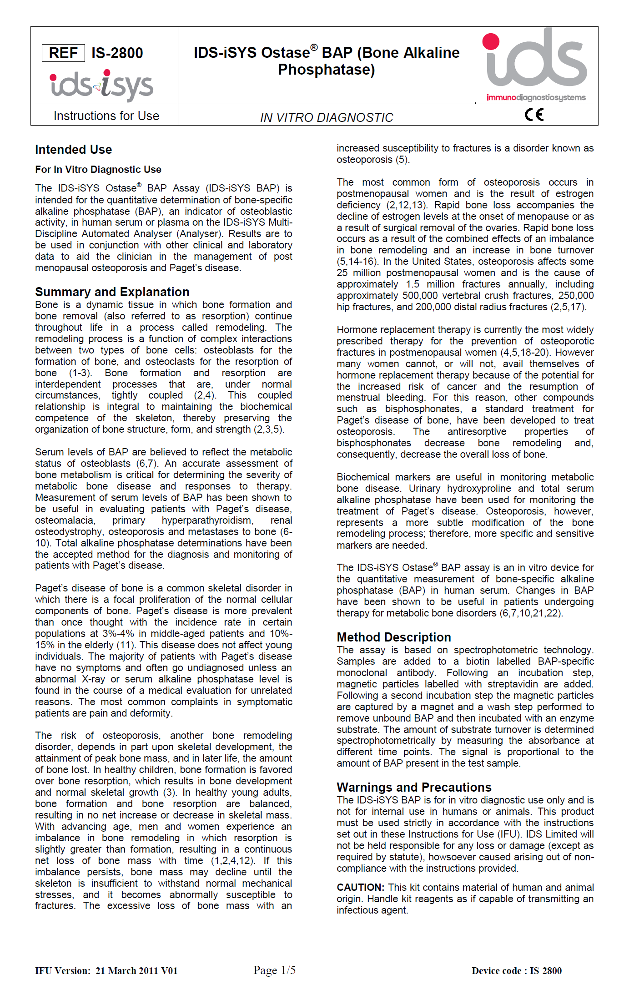 REF IS-2800
ids-isys
IDS-iSYS Ostase® BAP (Bone Alkaline
Phosphatase)
ids
immunodiagnosticsystems
Instructions for Use
IN VITRO DIAGNOSTIC
CE
Intended Use
For In Vitro Diagnostic Use
The IDS-iSYS Ostase® BAP Assay (IDS-iSYS BAP) is
intended for the quantitative determination of bone-specific
alkaline phosphatase (BAP), an indicator of osteoblastic
activity, in human serum or plasma on the IDS-iSYS Multi-
Discipline Automated Analyser (Analyser). Results are to
be used in conjunction with other clinical and laboratory
data to aid the clinician in the management of post
menopausal osteoporosis and Paget's disease.
Summary and Explanation
Bone is a dynamic tissue in which bone formation and
bone removal (also referred to as resorption) continue
throughout life in a process called remodeling. The
remodeling process is a function of complex interactions
between two types of bone cells: osteoblasts for the
formation of bone, and osteoclasts for the resorption of
bone (1-3). Bone formation and resorption are
interdependent processes that are, under normal
circumstances, tightly coupled (2,4). This coupled
relationship is integral to maintaining the biochemical
competence of the skeleton, thereby preserving the
organization of bone structure, form, and strength (2,3,5).
Serum levels of BAP are believed to reflect the metabolic
status of osteoblasts (6,7). An accurate assessment of
bone metabolism is critical for determining the severity of
metabolic bone disease and responses to therapy.
Measurement of serum levels of BAP has been shown to
be useful in evaluating patients with Paget's disease,
osteomalacia, primary hyperparathyroidism, renal
osteodystrophy, osteoporosis and metastases to bone (6-
10). Total alkaline phosphatase determinations have been
the accepted method for the diagnosis and monitoring of
patients with Paget's disease.
Paget's disease of bone is a common skeletal disorder in
which there is a focal proliferation of the normal cellular
components of bone. Paget's disease is more prevalent
than once thought with the incidence rate in certain
populations at 3%-4% in middle-aged patients and 10%-
15% in the elderly (11). This disease does not affect young
individuals. The majority of patients with Paget's disease
have no symptoms and often go undiagnosed unless an
abnormal X-ray or serum alkaline phosphatase level is
found in the course of a medical evaluation for unrelated
reasons. The most common complaints in symptomatic
patients are pain and deformity.
The risk of osteoporosis, another bone remodeling
disorder, depends in part upon skeletal development, the
attainment of peak bone mass, and in later life, the amount
of bone lost. In healthy children, bone formation is favored
over bone resorption, which results in bone development
and normal skeletal growth (3). In healthy young adults,
bone formation and bone resorption are balanced,
resulting in no net increase or decrease in skeletal mass.
With advancing age, men and women experience an
imbalance in bone remodeling in which resorption is
slightly greater than formation, resulting in a continuous
net loss of bone mass with time (1,2,4,12). If this
imbalance persists, bone mass may decline until the
skeleton is insufficient to withstand normal mechanical
stresses, and it becomes abnormally susceptible to
fractures. The excessive loss of bone mass with an
increased susceptibility to fractures is a disorder known as
osteoporosis (5).
The most common form of osteoporosis occurs in
postmenopausal women and is the result of estrogen
deficiency (2,12,13). Rapid bone loss accompanies the
decline of estrogen levels at the onset of menopause or as
a result of surgical removal of the ovaries. Rapid bone loss
occurs as a result of the combined effects of an imbalance
in bone remodeling and an increase in bone turnover
(5,14-16). In the United States, osteoporosis affects some
25 million postmenopausal women and is the cause of
approximately 1.5 million fractures annually, including
approximately 500,000 vertebral crush fractures, 250,000
hip fractures, and 200,000 distal radius fractures (2,5,17).
Hormone replacement therapy is currently the most widely
prescribed therapy for the prevention of osteoporotic
fractures in postmenopausal women (4,5,18-20). However
many women cannot, or will not, avail themselves of
hormone replacement therapy because of the potential for
the increased risk of cancer and the resumption of
menstrual bleeding. For this reason, other compounds
such as bisphosphonates, a standard treatment for
Paget's disease of bone, have been developed to treat
osteoporosis. The antiresorptive properties of
bisphosphonates decrease bone remodeling and,
consequently, decrease the overall loss of bone.
Biochemical markers are useful in monitoring metabolic
bone disease. Urinary hydroxyproline and total serum
alkaline phosphatase have been used for monitoring the
treatment of Paget's disease. Osteoporosis, however,
represents a more subtle modification of the bone
remodeling process; therefore, more specific and sensitive
markers are needed.
The IDS-iSYS Ostase® BAP assay is an in vitro device for
the quantitative measurement of bone-specific alkaline
phosphatase (BAP) in human serum. Changes in BAP
have been shown to be useful in patients undergoing
therapy for metabolic bone disorders (6,7,10,21,22).
Method Description
The assay is based on spectrophotometric technology.
Samples are added to a biotin labelled BAP-specific
monoclonal antibody. Following an incubation step,
magnetic particles labelled with streptavidin are added.
Following a second incubation step the magnetic particles
are captured by a magnet and a wash step performed to
remove unbound BAP and then incubated with an enzyme
substrate. The amount of substrate turnover is determined
spectrophotometrically by measuring the absorbance at
different time points. The signal is proportional to the
amount of BAP present in the test sample.
Warnings and Precautions
The IDS-iSYS BAP is for in vitro diagnostic use only and is
not for internal use in humans or animals. This product
must be used strictly in accordance with the instructions
set out in these Instructions for Use (IFU). IDS Limited will
not be held responsible for any loss or damage (except as
required by statute), howsoever caused arising out of non-
compliance with the instructions provided.
CAUTION: This kit contains material of human and animal
origin. Handle kit reagents as if capable of transmitting an
infectious agent.
IFU Version: 21 March 2011 V01
Page 1/5
Device code : IS-2800